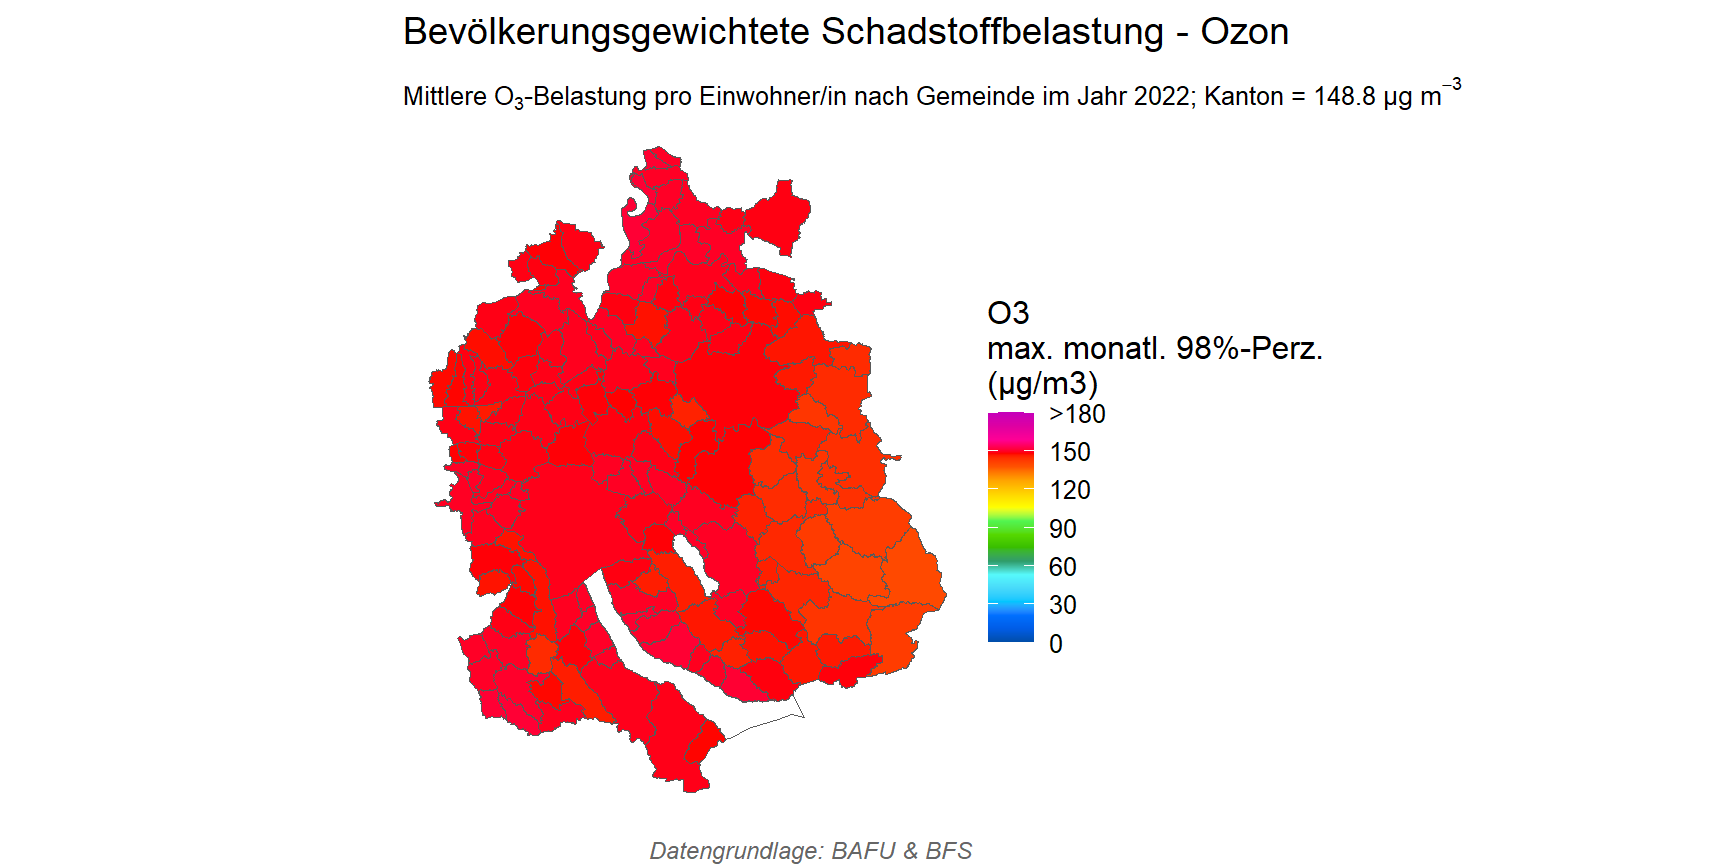 Bevölkerungsgewichtete Schadstoffbelastung - Ozon
Mittlere O₃-Belastung pro Einwohner/in nach Gemeinde im Jahr 2022; Kanton = 148.8 µg m⁻³
O3
max. monatl. 98%-Perz.
(µg/m3)
>180
150
120
90
60
30
0
Datengrundlage: BAFU & BFS